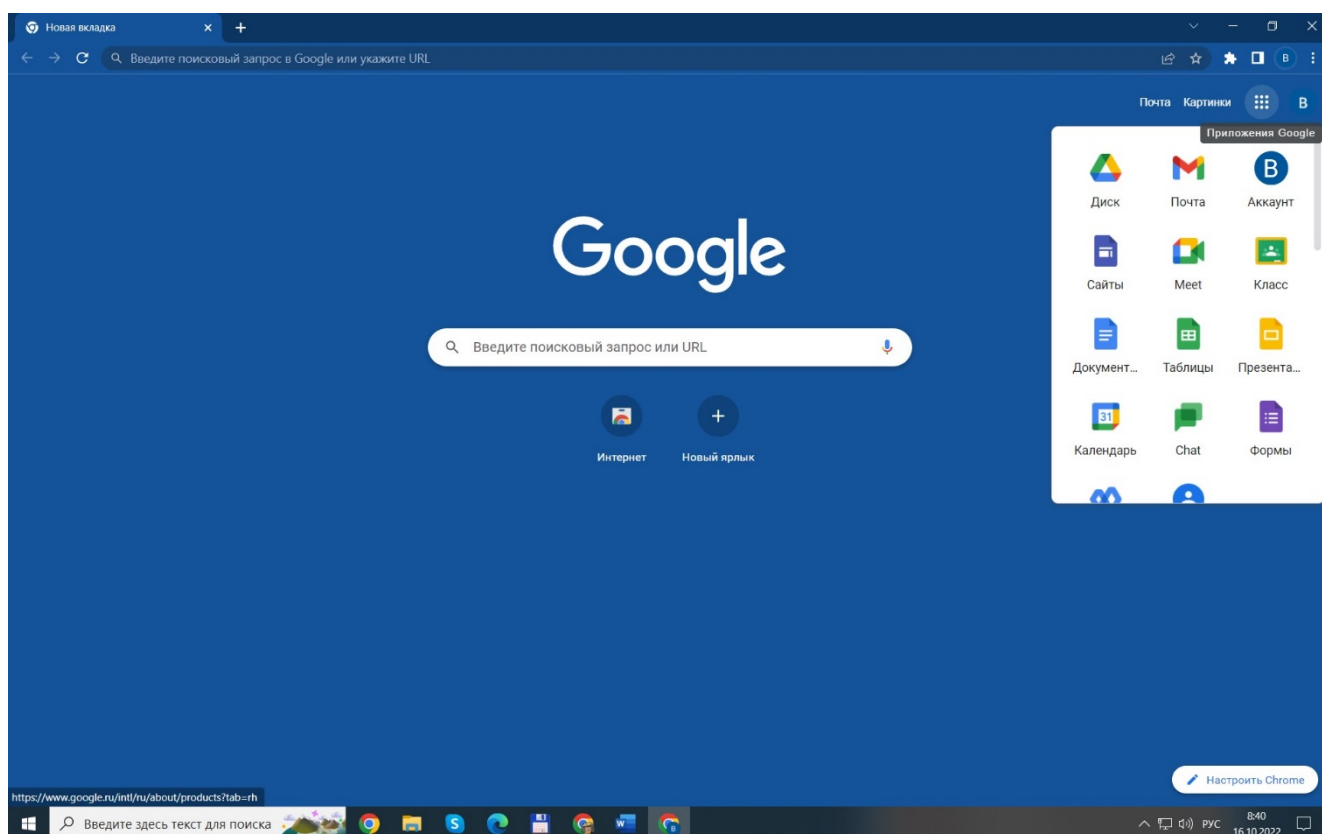 Новая вкладка
Введите поисковый запрос в Google или укажите URL
B
Почта Картинки B
Приложения Google
Диск Почта B Аккаунт
Сайты Meet Класс
Документ... Таблицы Презента...
31
Календарь Chat Формы
Google
Введите поисковый запрос или URL
Интернет Новый ярлык
Настроить Chrome
https://www.google.ru/intl/ru/about/products?tab=rh
Введите здесь текст для поиска
S
W
B
РУС
8:40
16.10.2022